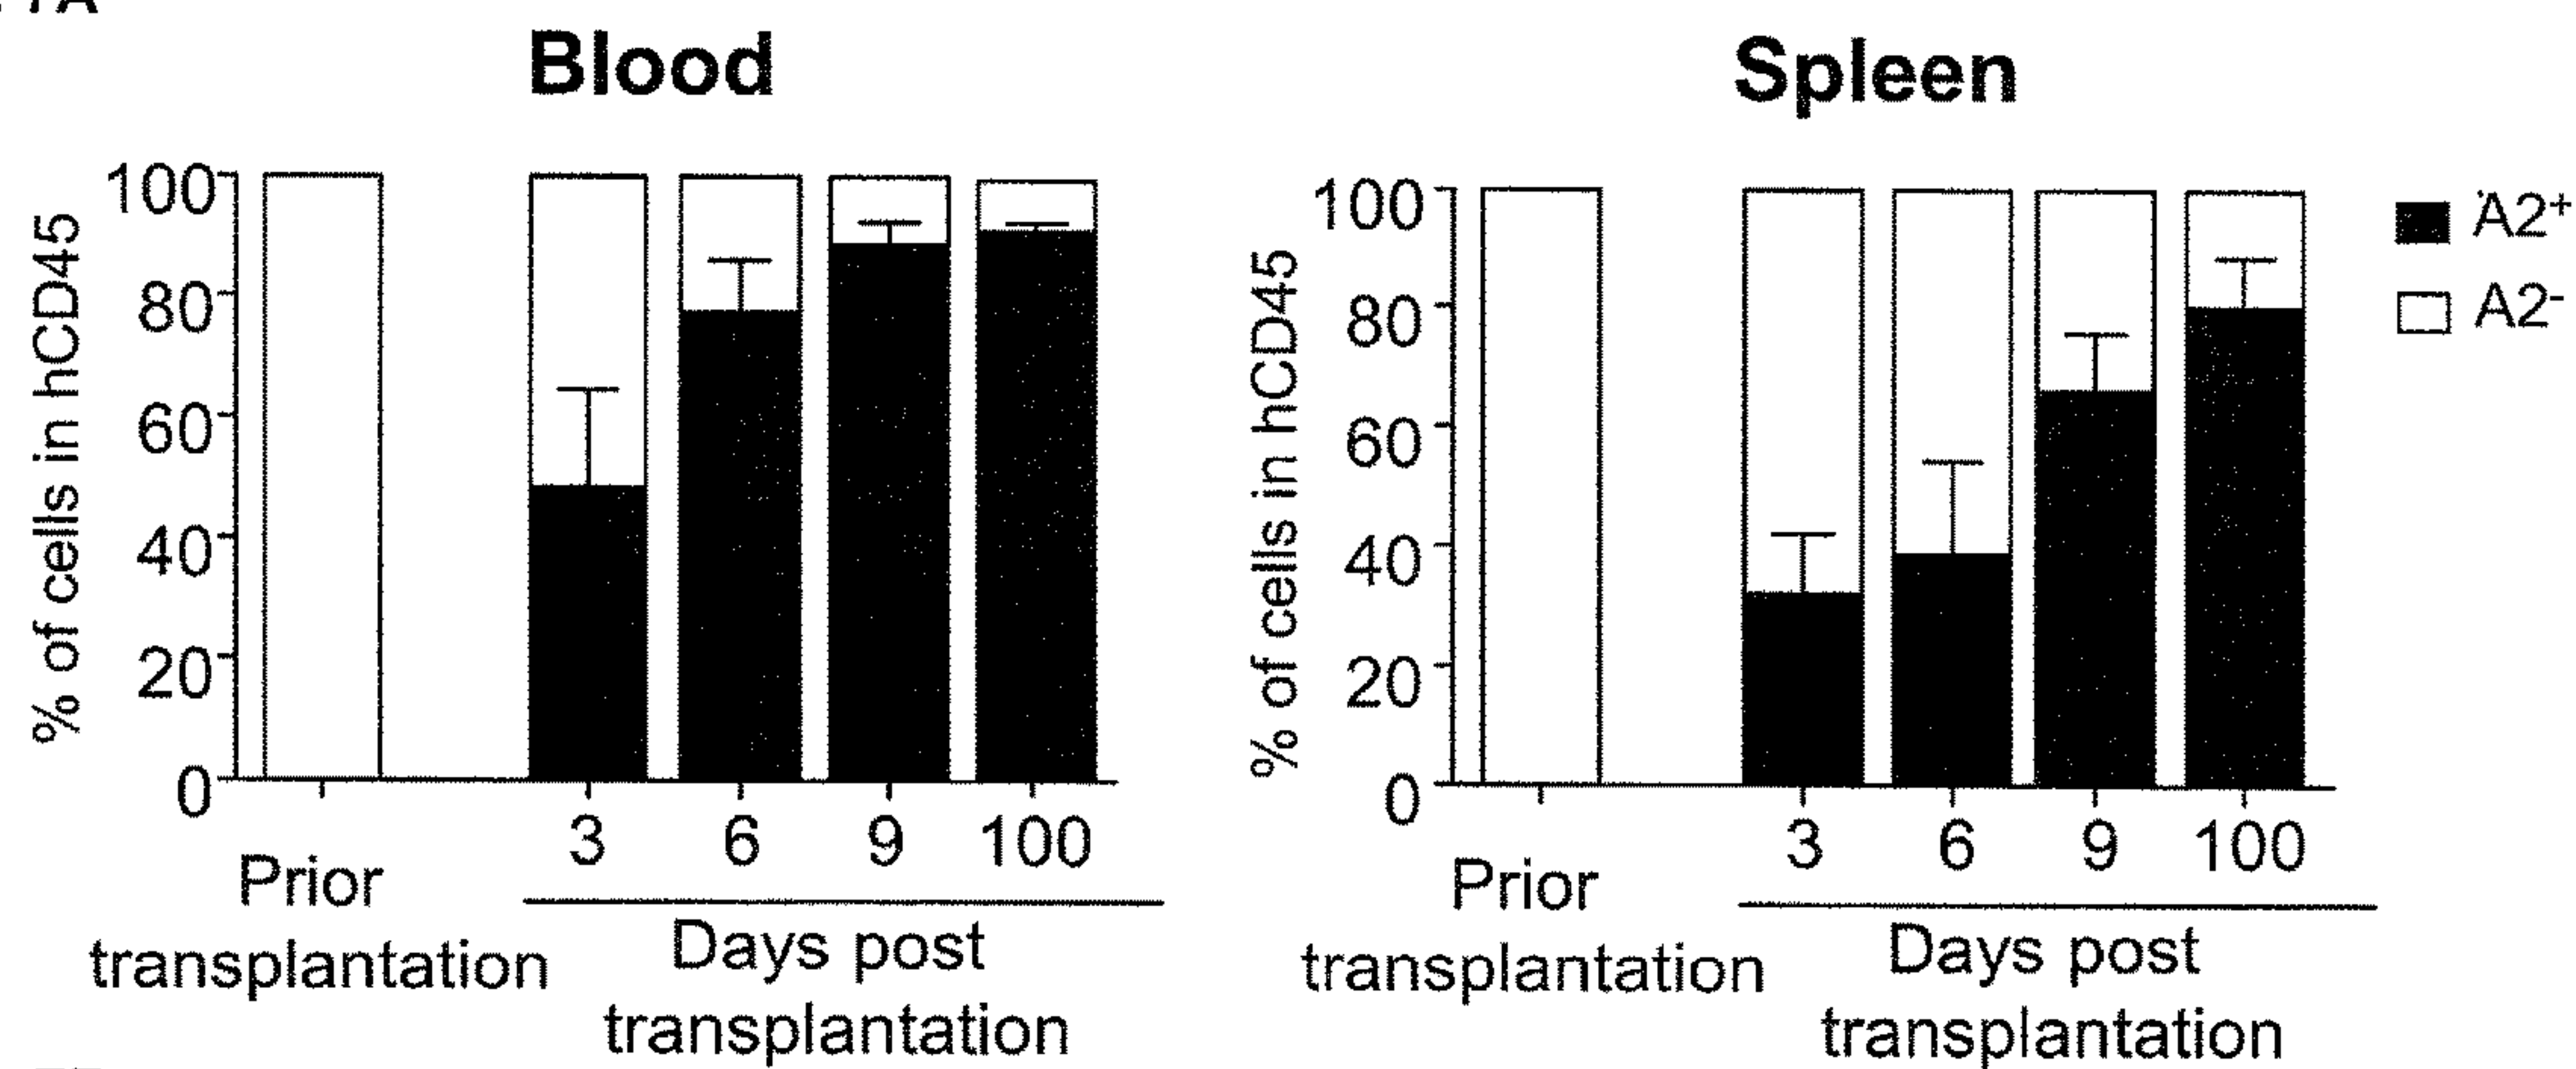 Blood
% of cells in hCD45
100
80
60
40
20
0
Prior
transplantation
3 6 9 100
Days post
transplantation
Spleen
% of cells in hCD45
100
80
60
40
20
0
Prior
transplantation
3 6 9 100
Days post
transplantation
A2+
A2-